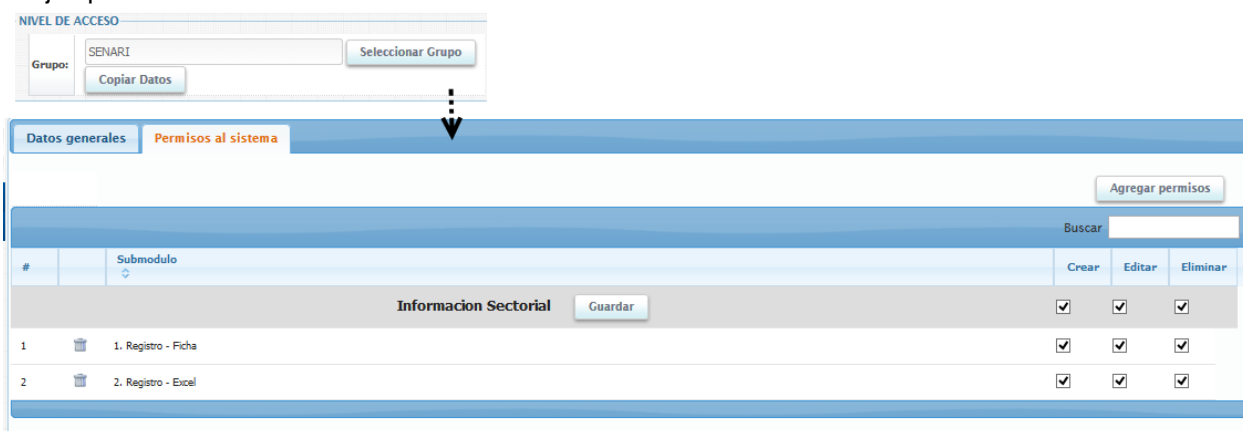 NIVEL DE ACCESO
Grupo: SENARI Seleccionar Grupo
Copiar Datos
Datos generales Permisos al sistema
Agregar permisos
Buscar
# Submodulo Crear Editar Eliminar
Informacion Sectorial Guardar
1 1. Registro - Ficha
2 2. Registro - Excel